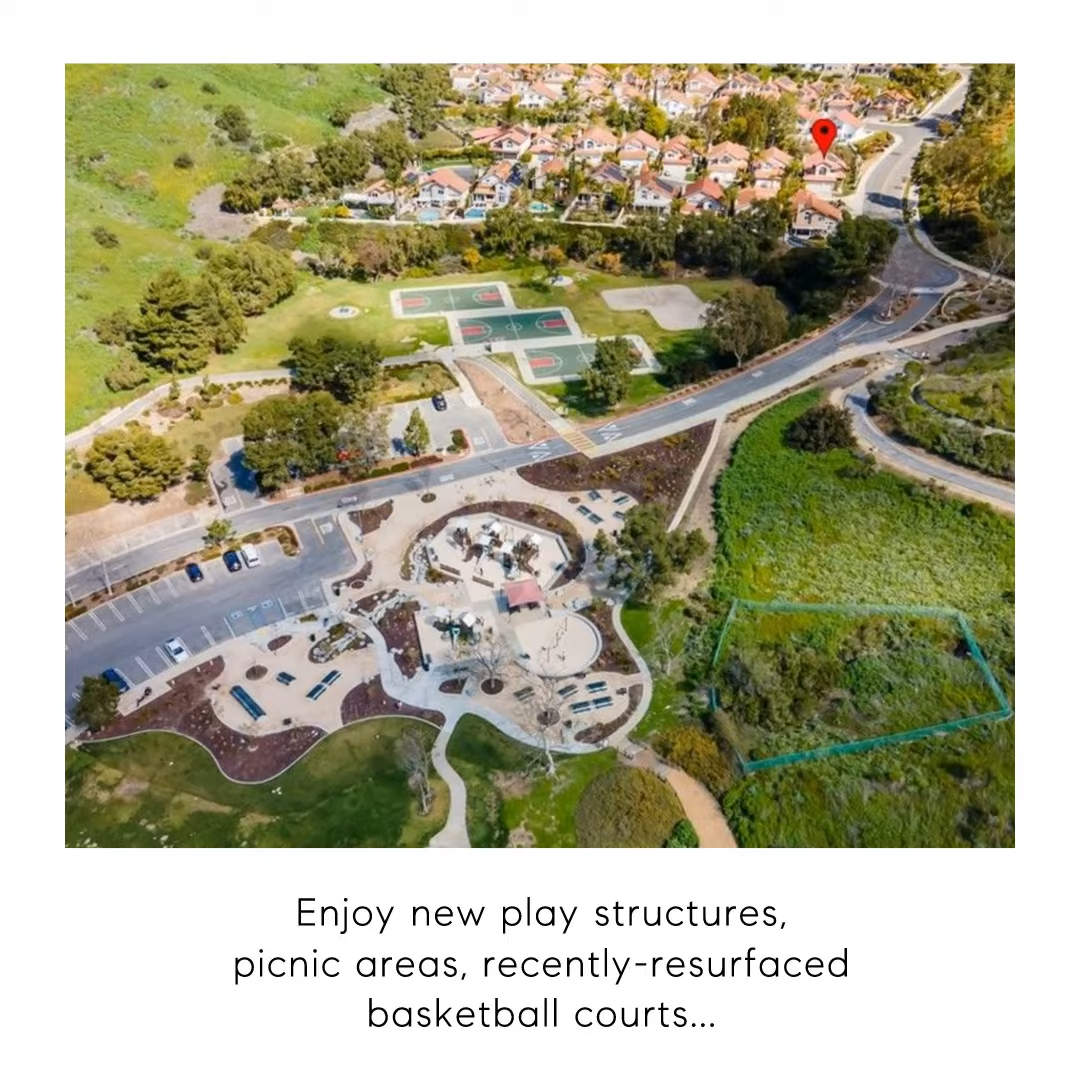 Enjoy new play structures,
picnic areas, recently-resurfaced
basketball courts...